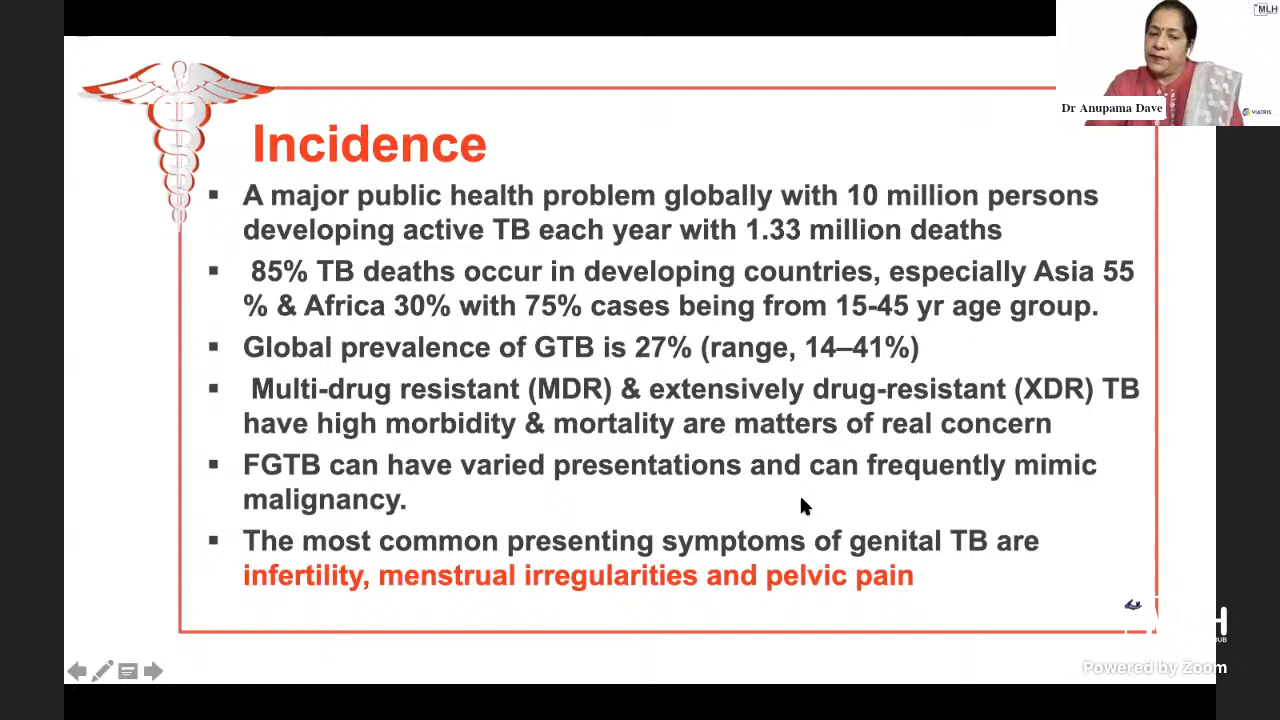 MLH
Dr Anupama Dave
VIATRIS
Incidence
▪ A major public health problem globally with 10 million persons
developing active TB each year with 1.33 million deaths
▪ 85% TB deaths occur in developing countries, especially Asia 55
% & Africa 30% with 75% cases being from 15-45 yr age group.
▪ Global prevalence of GTB is 27% (range, 14–41%)
▪ Multi-drug resistant (MDR) & extensively drug-resistant (XDR) TB
have high morbidity & mortality are matters of real concern
▪ FGTB can have varied presentations and can frequently mimic
malignancy.
▪ The most common presenting symptoms of genital TB are
infertility, menstrual irregularities and pelvic pain
Powered by Zoom